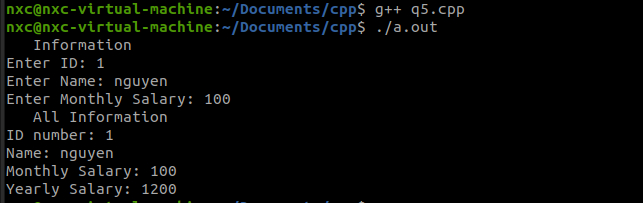 nxc@nxc-virtual-machine:~/Documents/cpp$ g++ q5.cpp
nxc@nxc-virtual-machine:~/Documents/cpp$ ./a.out
   Information
Enter ID: 1
Enter Name: nguyen
Enter Monthly Salary: 100
   All Information
ID number: 1
Name: nguyen
Monthly Salary: 100
Yearly Salary: 1200